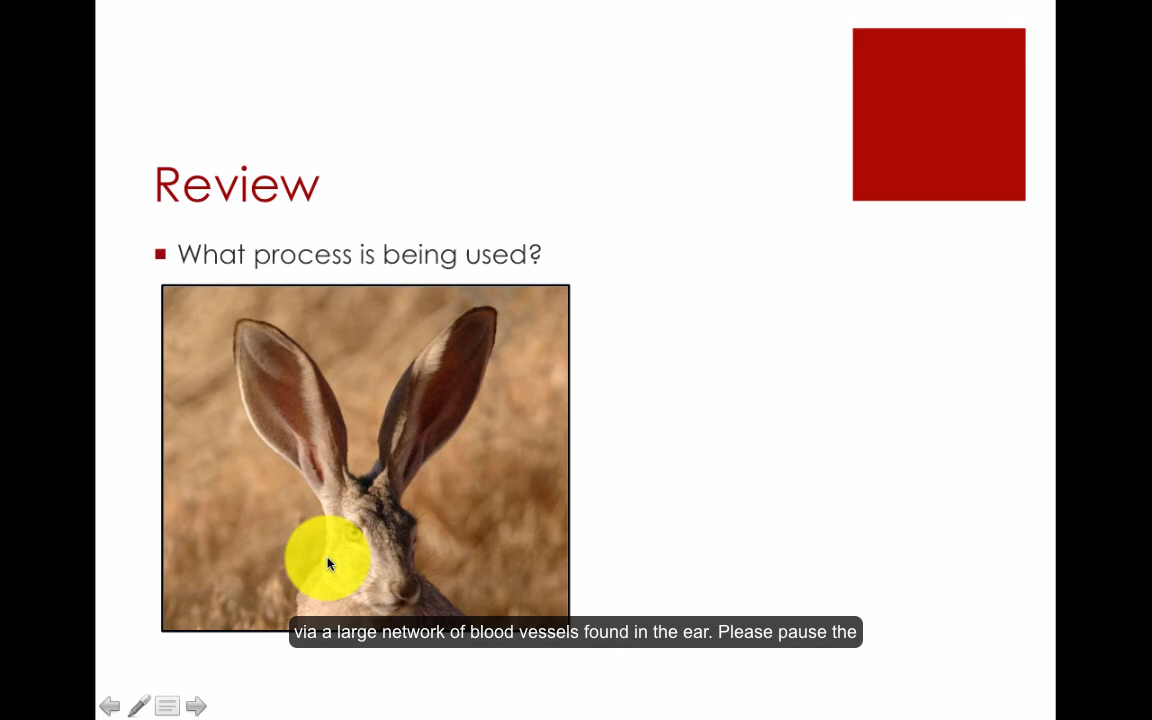 Review
What process is being used?
via a large network of blood vessels found in the ear. Please pause the